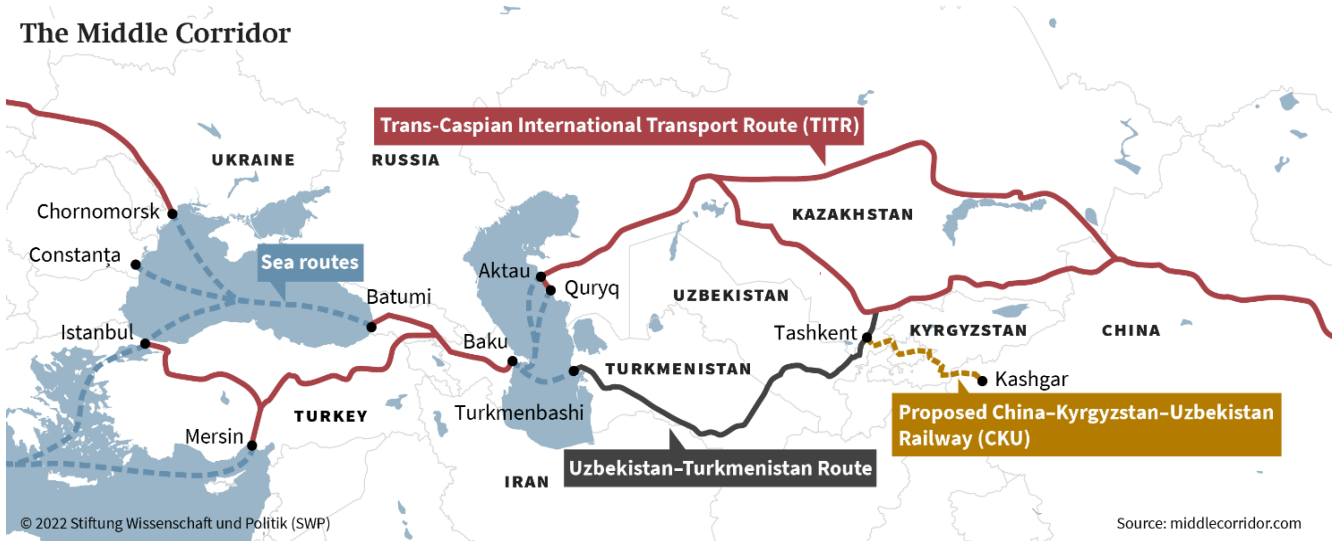 The Middle Corridor
Trans-Caspian International Transport Route (TITR)
UKRAINE
RUSSIA
Chornomorsk
KAZAKHSTAN
Constanța
Sea routes
Aktau
Quryq
Batumi
UZBEKISTAN
Istanbul
Baku
Tashkent
KYRGYZSTAN
CHINA
TURKMENISTAN
Kashgar
Turkmenbashi
TURKEY
Mersin
Proposed China–Kyrgyzstan–Uzbekistan
Railway (CKU)
Uzbekistan–Turkmenistan Route
IRAN
© 2022 Stiftung Wissenschaft und Politik (SWP)
Source: middlecorridor.com